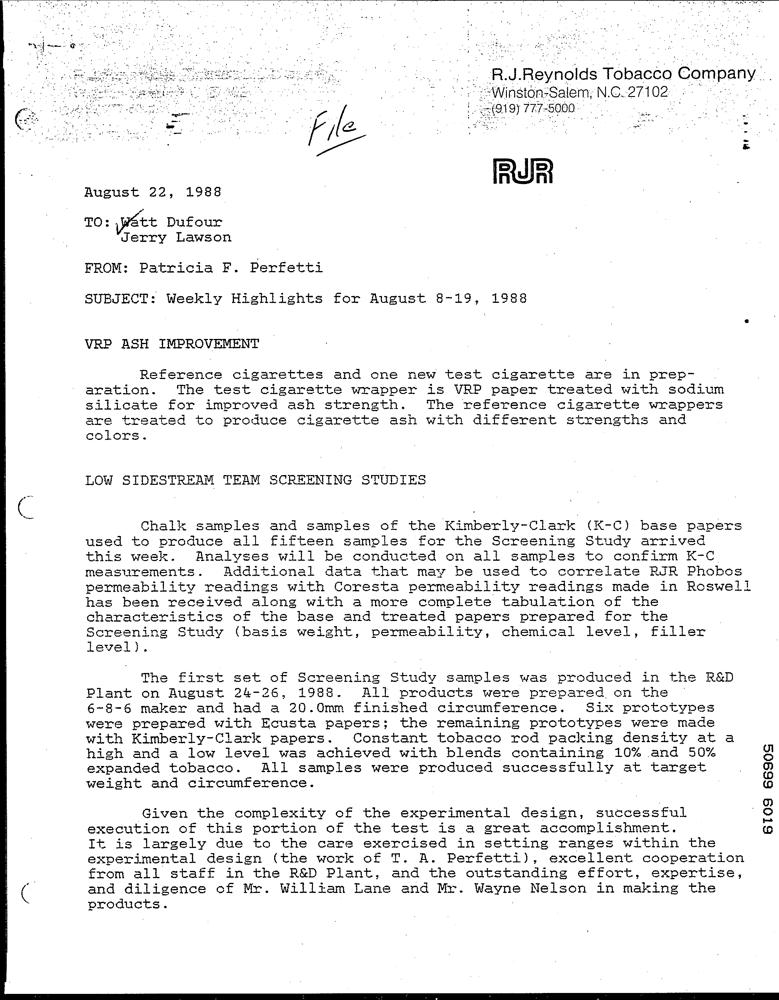 R.J.Reynolds Tobacco Company
Winston-Salem, N.C. 27102
(919) 777-5000
File
RJR
August 22, 1988
TO: Watt Dufour
Jerry Lawson
FROM: Patricia F. Perfetti
SUBJECT: Weekly Highlights for August 8-19, 1988
VRP ASH IMPROVEMENT
Reference cigarettes and one new test cigarette are in prep-
aration. The test cigarette wrapper is VRP paper treated with sodium
silicate for improved ash strength. The reference cigarette wrappers
are treated to produce cigarette ash with different strengths and
colors.
LOW SIDESTREAM TEAM SCREENING STUDIES
Chalk samples and samples of the Kimberly-Clark (K-C) base papers
used to produce all fifteen samples for the Screening Study arrived
this week. Analyses will be conducted on all samples to confirm K-C
measurements. Additional data that may be used to correlate RJR Phobos
permeability readings with Coresta permeability readings made in Roswell
has been received along with a more complete tabulation of the
characteristics of the base and treated papers prepared for the
Screening Study (basis weight, permeability, chemical level, filler
level).
The first set of Screening Study samples was produced in the R&D
Plant on August 24-26, 1988. All products were prepared on the
6-8-6 maker and had a 20.0mm finished circumference. Six prototypes
were prepared with Ecusta papers; the remaining prototypes were made
with Kimberly-Clark papers. Constant tobacco rod packing density at a
high and a low level was achieved with blends containing 10% and 50%
expanded tobacco. All samples were produced successfully at target
weight and circumference.
Given the complexity of the experimental design, successful
execution of this portion of the test is a great accomplishment.
It is largely due to the care exercised in setting ranges within the
experimental design (the work of T. A. Perfetti), excellent cooperation
from all staff in the R&D Plant, and the outstanding effort, expertise,
and diligence of Mr. William Lane and Mr. Wayne Nelson in making the
products.
50699 6019